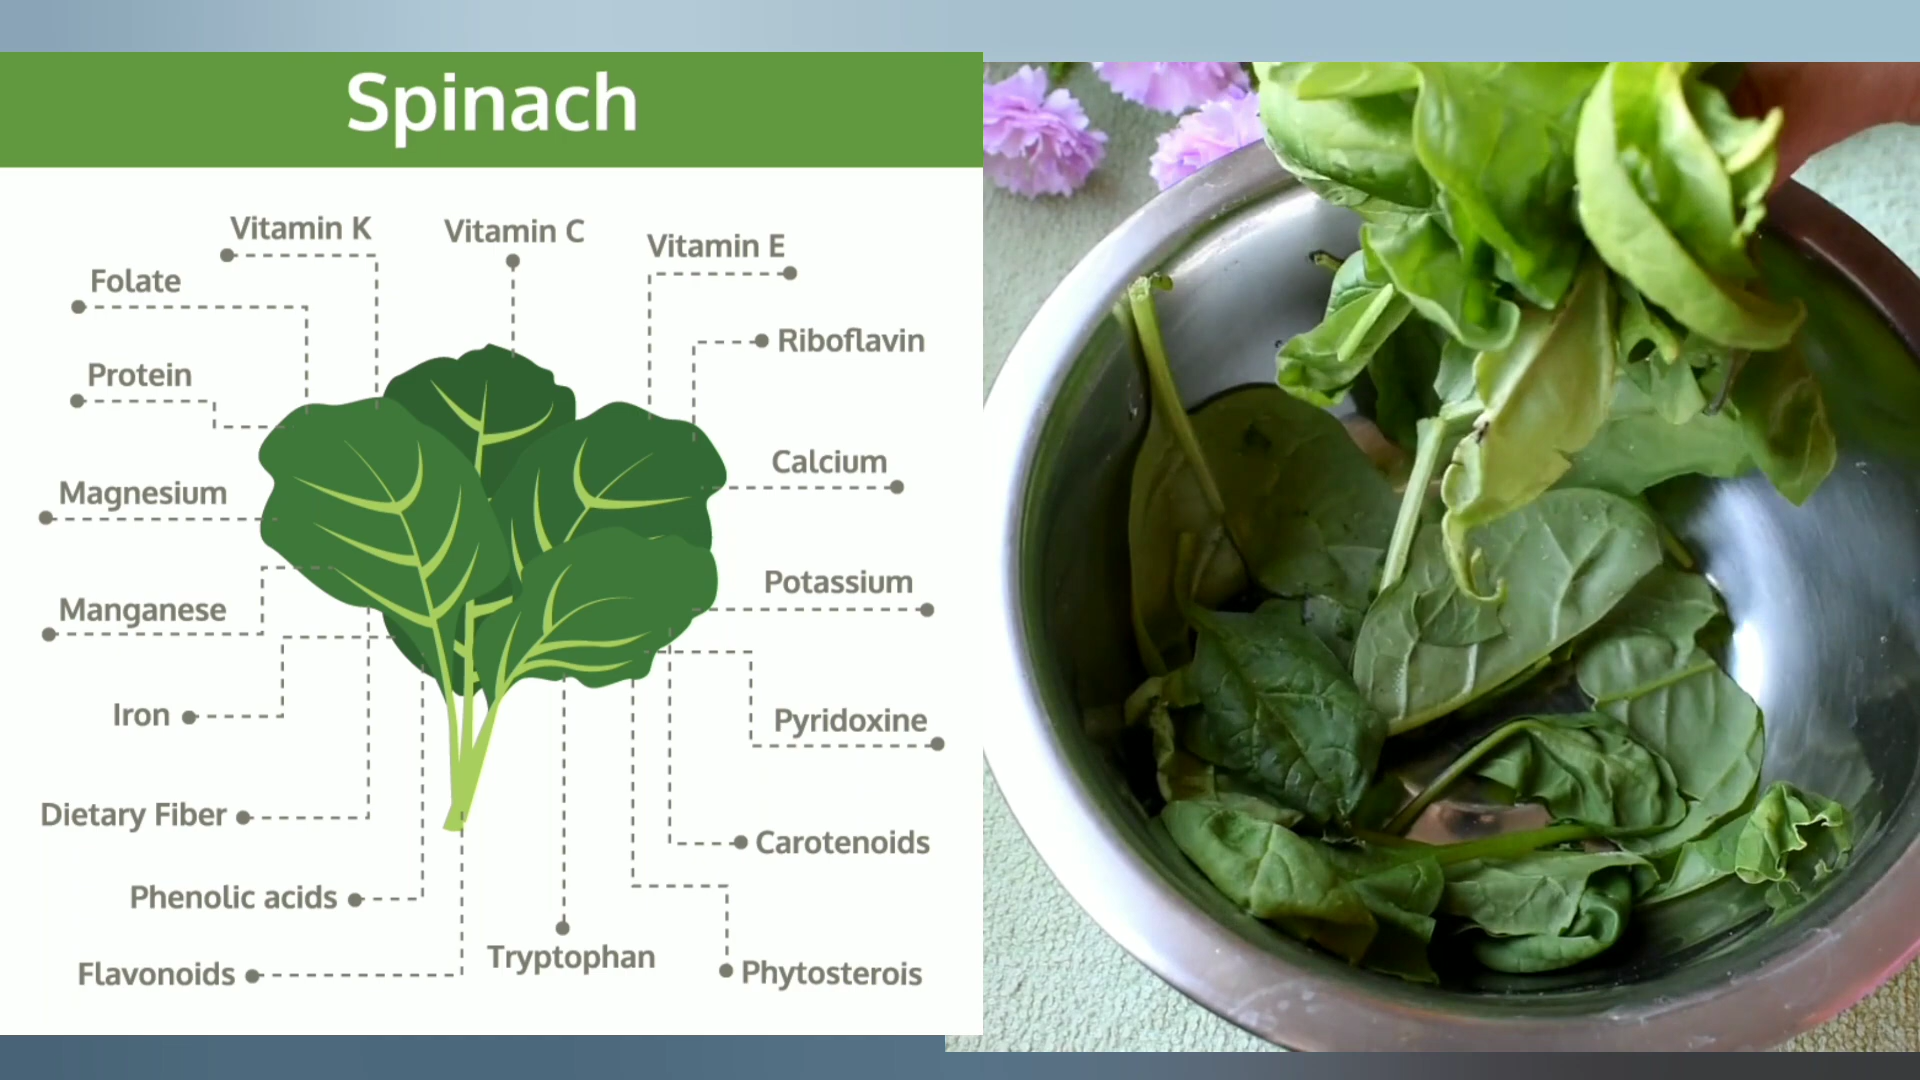 Spinach
Vitamin K
Vitamin C
Vitamin E
Folate
Riboflavin
Protein
Calcium
Magnesium
Potassium
Manganese
Iron
Pyridoxine
Dietary Fiber
Carotenoids
Phenolic acids
Tryptophan
Flavonoids
Phytosterois